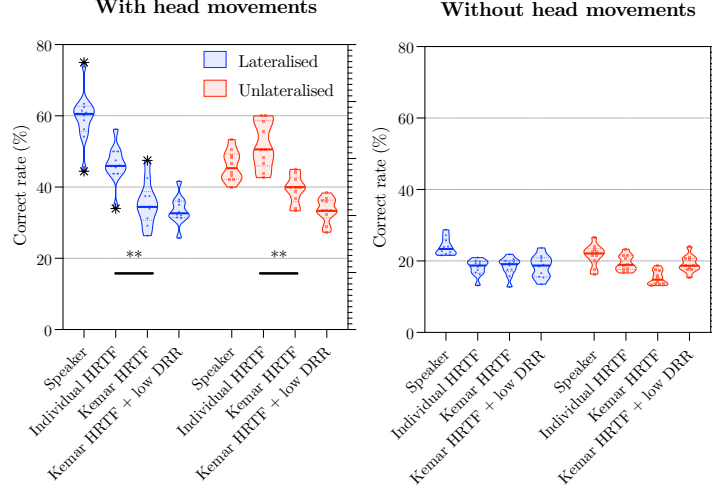 With head movements
Without head movements
80
60
40
20
0
Correct rate (%)
Lateralised
Unlateralised
**
**
Speaker
Individual HRTF
Kemar HRTF
Kemar HRTF + low DRR
Speaker
Individual HRTF
Kemar HRTF
Kemar HRTF + low DRR
80
60
40
20
0
Correct rate (%)
Speaker
Individual HRTF
Kemar HRTF
Kemar HRTF + low DRR
Speaker
Individual HRTF
Kemar HRTF
Kemar HRTF + low DRR